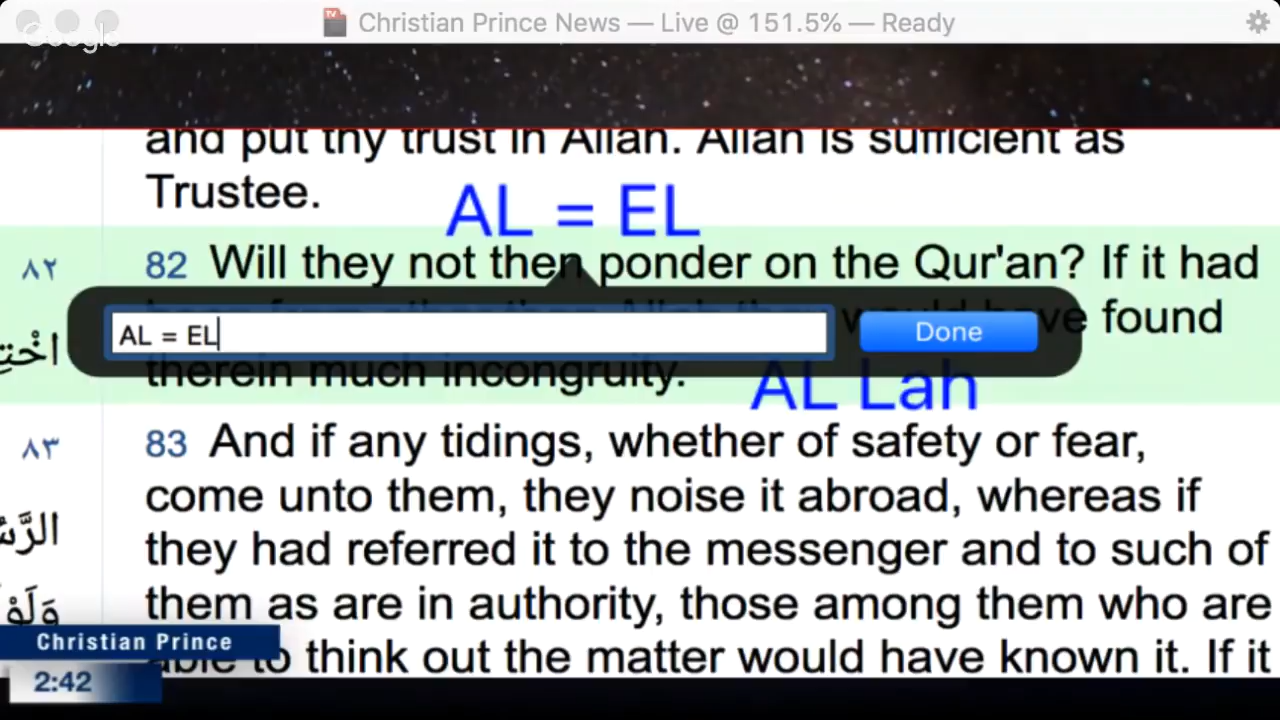 Christian Prince News — Live @ 151.5% — Ready
Google
and put thy trust in Allah. Allah is sufficient as
Trustee.
AL = EL
٨٢
82 Will they not then ponder on the Qur'an? If it had
AL = EL
Done
found
therein much incongruity.
AL Lah
٨٣
83 And if any tidings, whether of safety or fear,
come unto them, they noise it abroad, whereas if
they had referred it to the messenger and to such of
them as are in authority, those among them who are
able to think out the matter would have known it. If it
Christian Prince
2:42